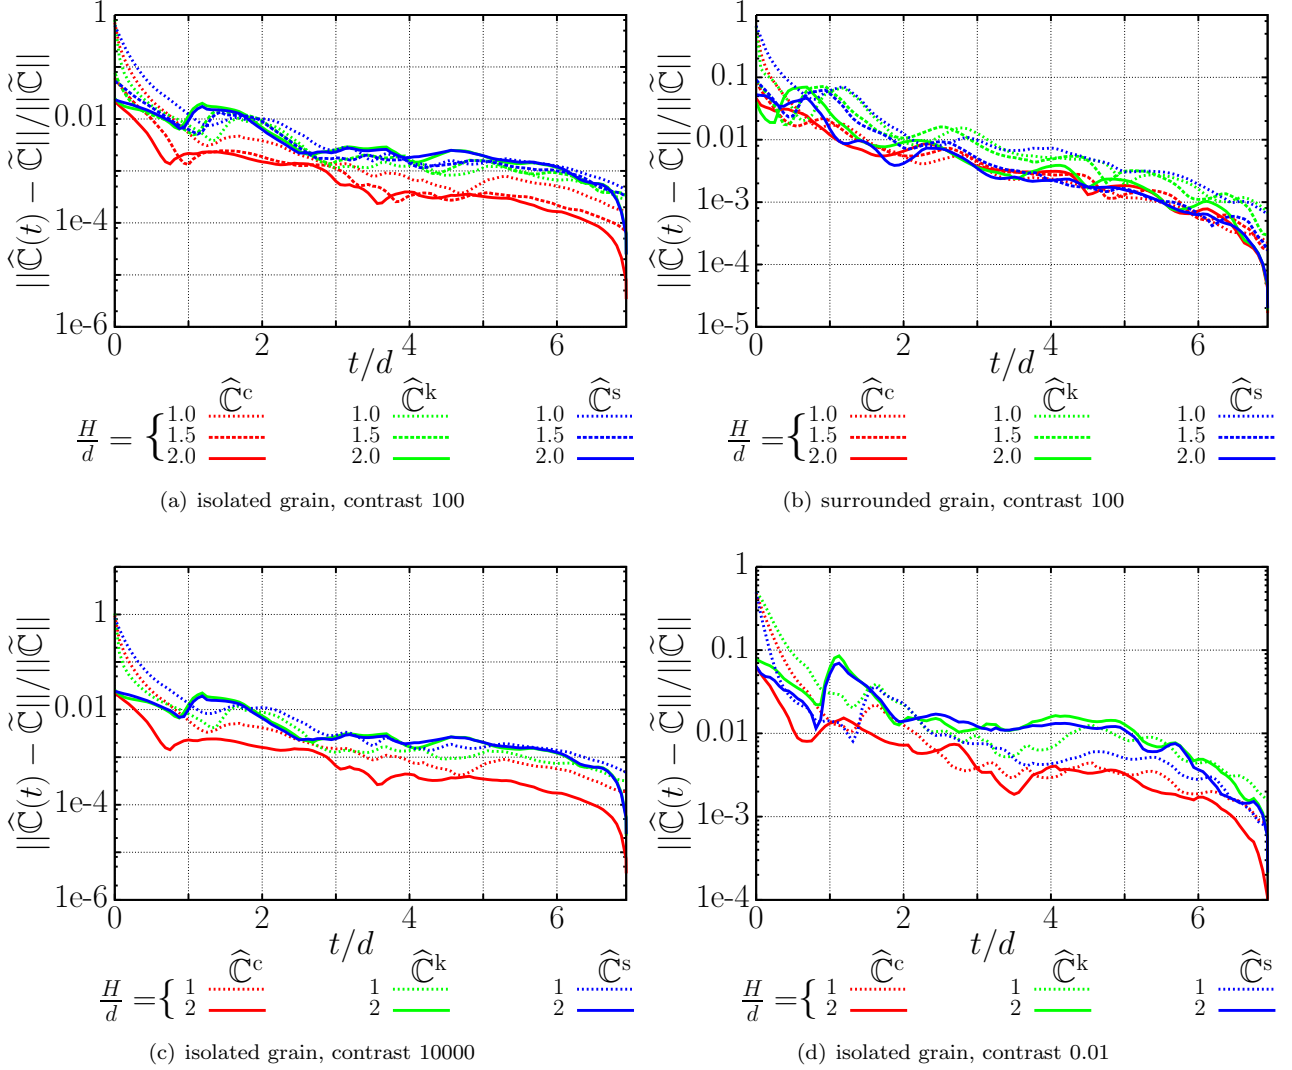 ||Ĉ(t) − C̃||/||C̃||
1
0.01
1e-4
1e-6
0 2 4 6
t/d
Ĉᶜ Ĉᵏ Ĉˢ
H/d = {
1.0 1.0 1.0
1.5 1.5 1.5
2.0 2.0 2.0
(a) isolated grain, contrast 100
||Ĉ(t) − C̃||/||C̃||
1
0.1
0.01
1e-3
1e-4
1e-5
0 2 4 6
t/d
Ĉᶜ Ĉᵏ Ĉˢ
H/d = {
1.0 1.0 1.0
1.5 1.5 1.5
2.0 2.0 2.0
(b) surrounded grain, contrast 100
||Ĉ(t) − C̃||/||C̃||
1
0.01
1e-4
1e-6
0 2 4 6
t/d
Ĉᶜ Ĉᵏ Ĉˢ
H/d = {
1 1 1
2 2 2
(c) isolated grain, contrast 10000
||Ĉ(t) − C̃||/||C̃||
1
0.1
0.01
1e-3
1e-4
0 2 4 6
t/d
Ĉᶜ Ĉᵏ Ĉˢ
H/d = {
1 1 1
2 2 2
(d) isolated grain, contrast 0.01